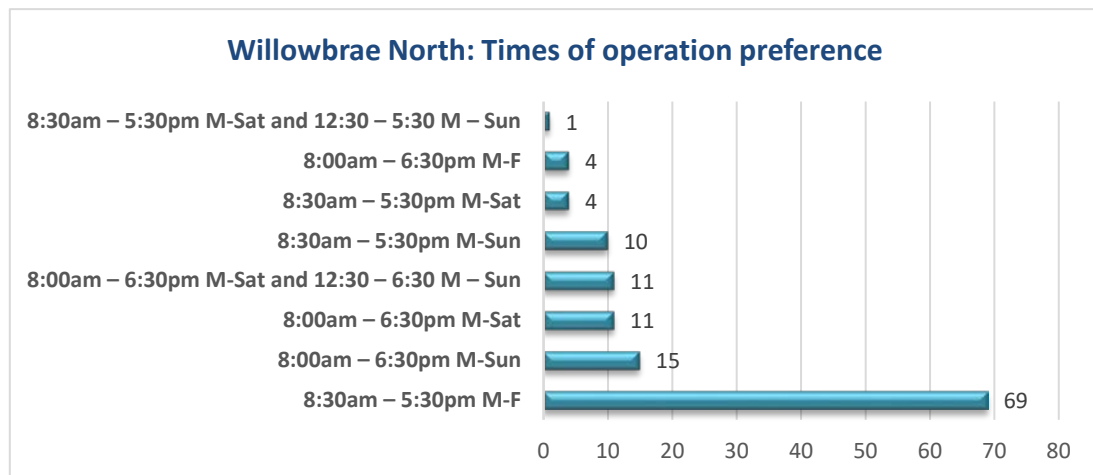 Willowbrae North: Times of operation preference
8:30am – 5:30pm M-Sat and 12:30 – 5:30 M – Sun 1
8:00am – 6:30pm M-F 4
8:30am – 5:30pm M-Sat 4
8:30am – 5:30pm M-Sun 10
8:00am – 6:30pm M-Sat and 12:30 – 6:30 M – Sun 11
8:00am – 6:30pm M-Sat 11
8:00am – 6:30pm M-Sun 15
8:30am – 5:30pm M-F 69
0 10 20 30 40 50 60 70 80